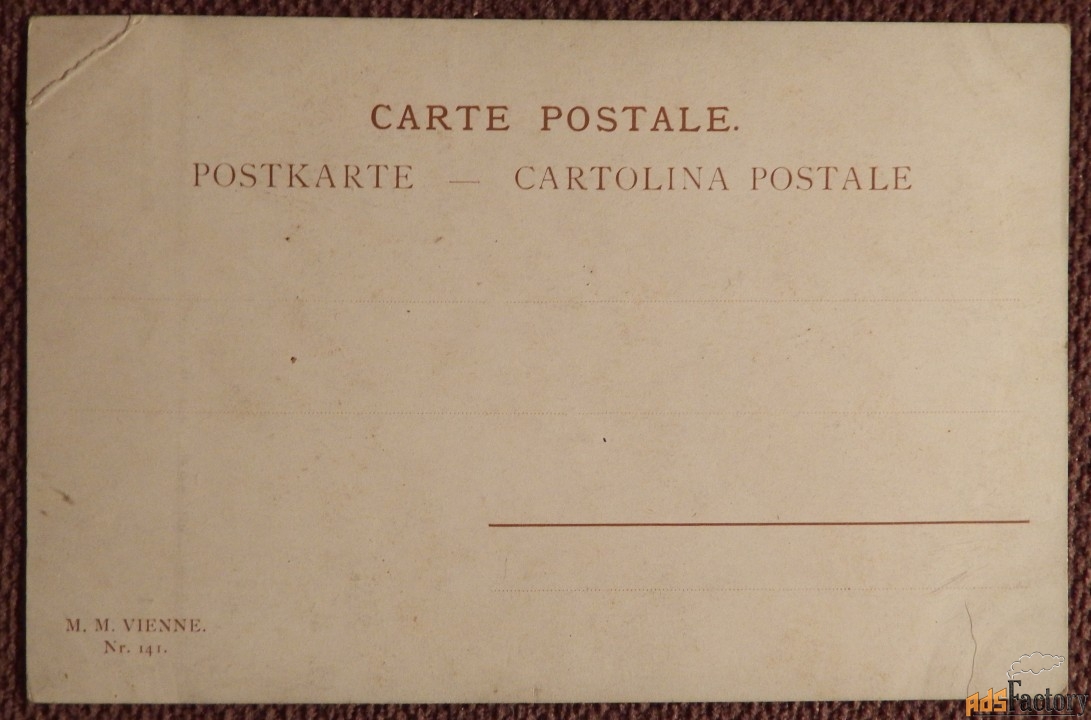 CARTE POSTALE.
POSTKARTE — CARTOLINA POSTALE
M. M. VIENNE.
Nr. 141.
adsFactory